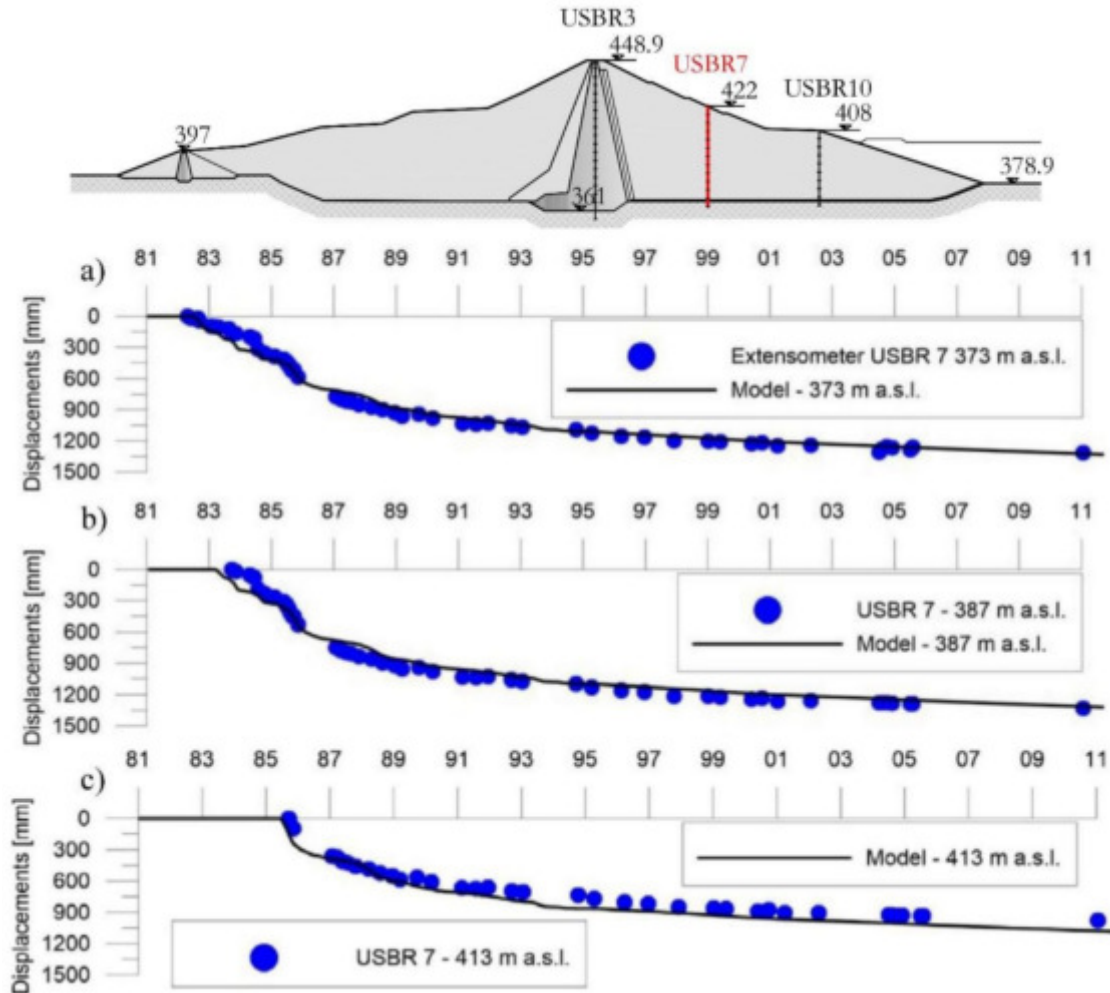 USBR3
448.9
USBR7
422
USBR10
408
397
378.9
361
a)
81 83 85 87 89 91 93 95 97 99 01 03 05 07 09 11
Displacements [mm]
0
300
600
900
1200
1500
Extensometer USBR 7 373 m a.s.l.
Model - 373 m a.s.l.
81 83 85 87 89 91 93 95 97 99 01 03 05 07 09 11
b)
Displacements [mm]
0
300
600
900
1200
1500
USBR 7 - 387 m a.s.l.
Model - 387 m a.s.l.
81 83 85 87 89 91 93 95 97 99 01 03 05 07 09 11
c)
Displacements [mm]
0
300
600
900
1200
1500
Model - 413 m a.s.l.
USBR 7 - 413 m a.s.l.